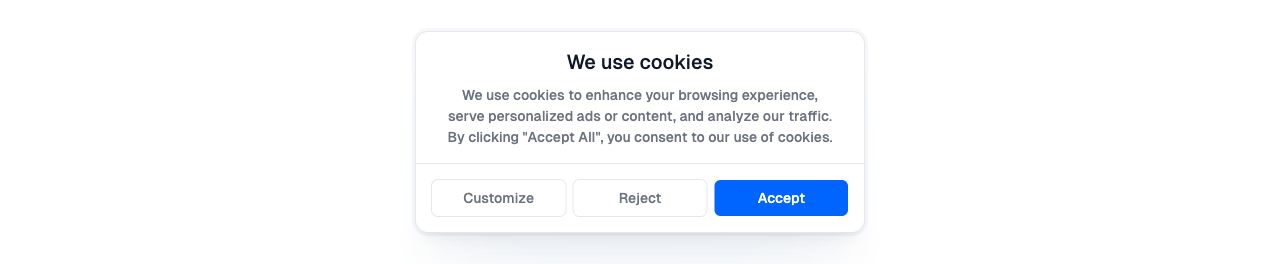 We use cookies
We use cookies to enhance your browsing experience,
serve personalized ads or content, and analyze our traffic.
By clicking "Accept All", you consent to our use of cookies.
Customize
Reject
Accept